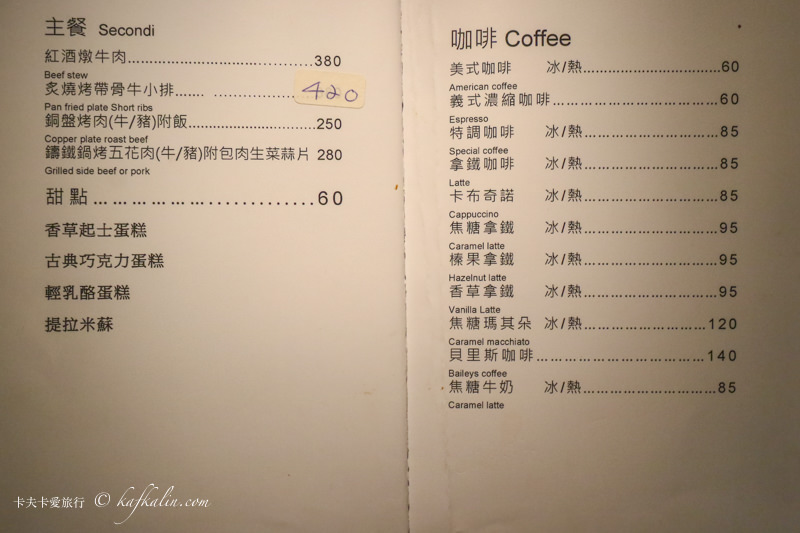 主餐 Secondi
紅酒燉牛肉..............................380
Beef stew
炙燒烤帶骨牛小排...... ................420
Pan fried plate Short ribs
銅盤烤肉(牛/豬)附飯..............................250
Copper plate roast beef
鑄鐵鍋烤五花肉(牛/豬)附包肉生菜蒜片 280
Grilled side beef or pork
甜點..............................60
香草起士蛋糕
古典巧克力蛋糕
輕乳酪蛋糕
提拉米蘇
咖啡 Coffee
美式咖啡 冰/熱..............................60
American coffee
義式濃縮咖啡..............................60
Espresso
特調咖啡 冰/熱..............................85
Special coffee
拿鐵咖啡 冰/熱..............................85
Latte
卡布奇諾 冰/熱..............................85
Cappuccino
焦糖拿鐵 冰/熱..............................95
Caramel latte
榛果拿鐵 冰/熱..............................95
Hazelnut latte
香草拿鐵 冰/熱..............................95
Vanilla Latte
焦糖瑪其朵 冰/熱..............................120
Caramel macchiato
貝里斯咖啡..............................140
Baileys coffee
焦糖牛奶 冰/熱..............................85
Caramel latte
卡夫卡愛旅行 © kafkalin.com